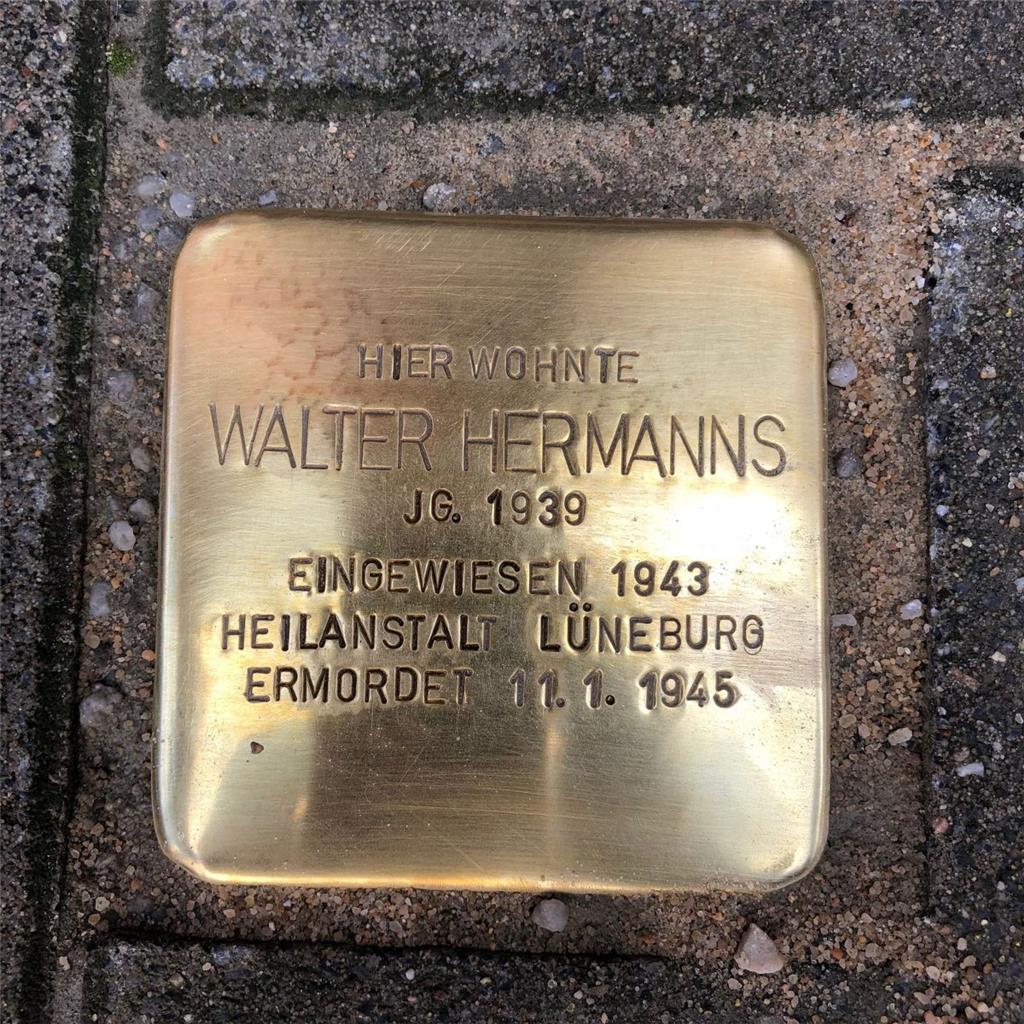 HIER WOHNTE
WALTER HERMANNS
JG. 1939
EINGEWIESEN 1943
HEILANSTALT LÜNEBURG
ERMORDET 11.1.1945